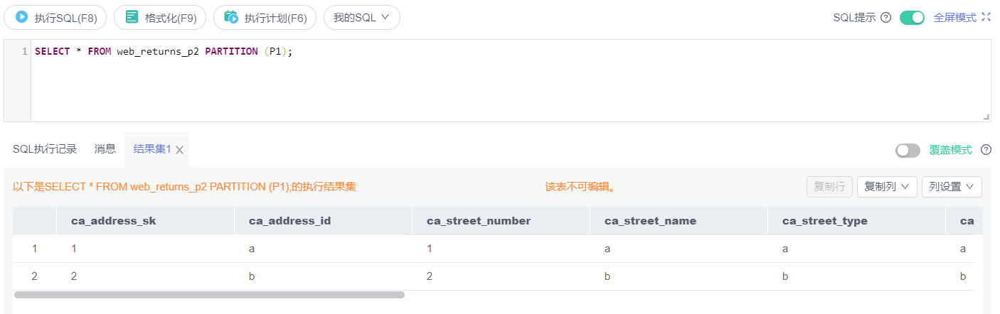 执行SQL(F8) 格式化(F9) 执行计划(F6) 我的SQL SQL提示 全屏模式
1 SELECT * FROM web_returns_p2 PARTITION (P1);
SQL执行记录 消息 结果集1 覆盖模式
以下是SELECT * FROM web_returns_p2 PARTITION (P1);的执行结果集 该表不可编辑。 复制行 复制列 列设置
ca_address_sk ca_address_id ca_street_number ca_street_name ca_street_type ca
1 1 a 1 a a a
2 2 b 2 b b b